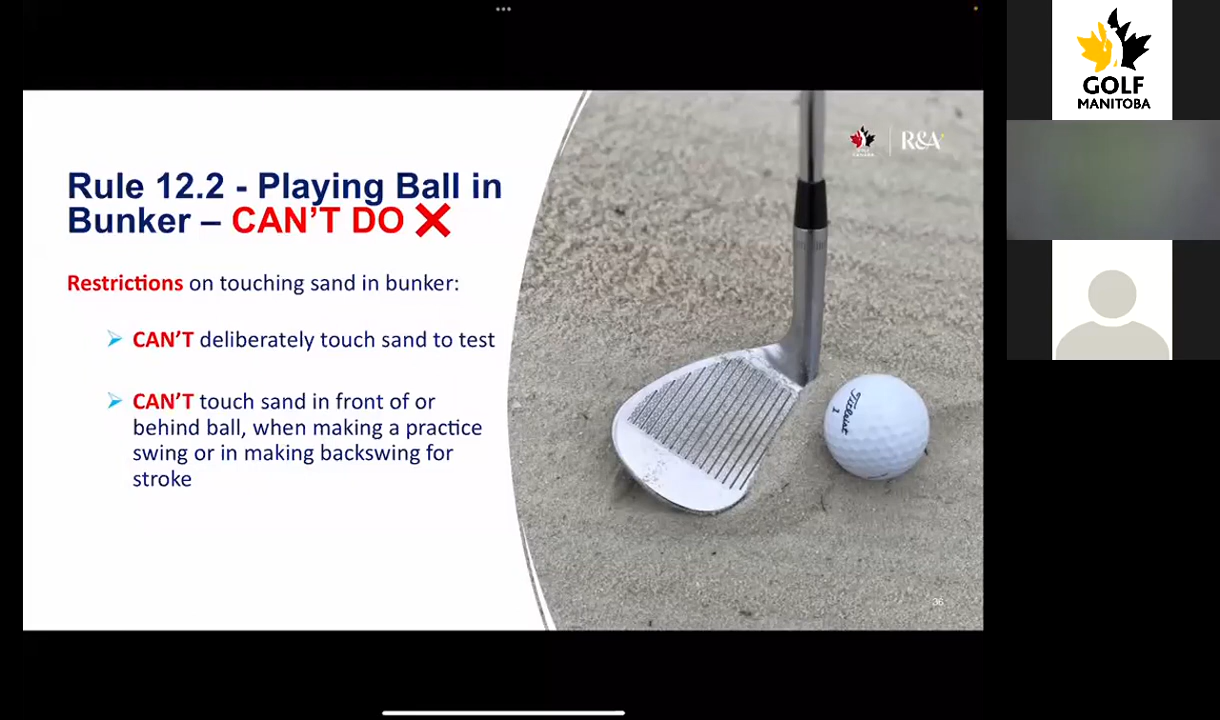 Rule 12.2 - Playing Ball in
Bunker – CAN'T DO ❌
Restrictions on touching sand in bunker:
CAN'T deliberately touch sand to test
CAN'T touch sand in front of or
behind ball, when making a practice
swing or in making backswing for
stroke
R&A
Titleist
1
36
GOLF
MANITOBA